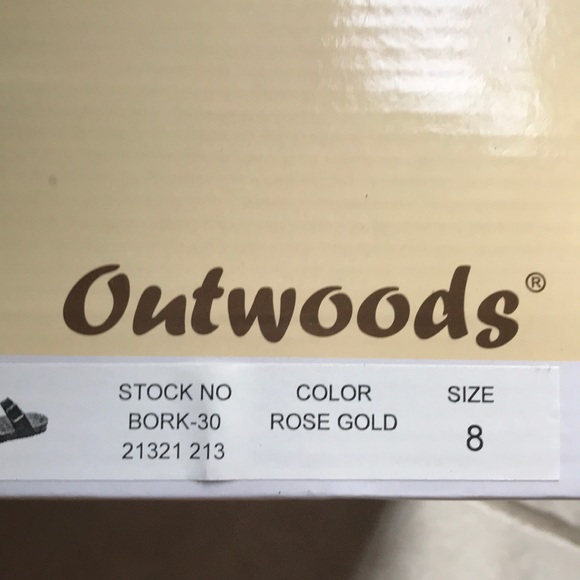 Outwoods®
STOCK NO COLOR SIZE
BORK-30 ROSE GOLD 8
21321 213